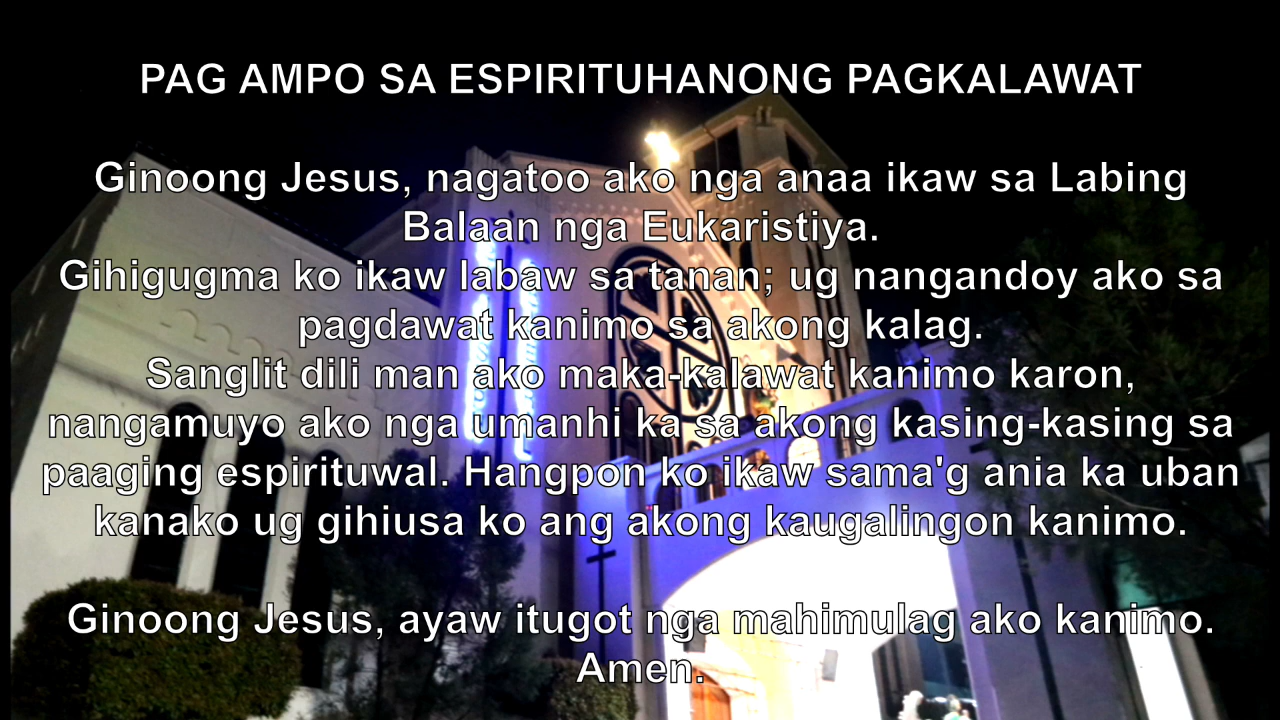 PAG AMPO SA ESPIRITUHANONG PAGKALAWAT
Ginoong Jesus, nagatoo ako nga anaa ikaw sa Labing
Balaan nga Eukaristiya.
Gihigugma ko ikaw labaw sa tanan; ug nangandoy ako sa
pagdawat kanimo sa akong kalag.
Sanglit dili man ako maka-kalawat kanimo karon,
nangamuyo ako nga umanhi ka sa akong kasing-kasing sa
paaging espirituwal. Hangpon ko ikaw sama'g ania ka uban
kanako ug gihiusa ko ang akong kaugalingon kanimo.
Ginoong Jesus, ayaw itugot nga mahimulag ako kanimo.
Amen.